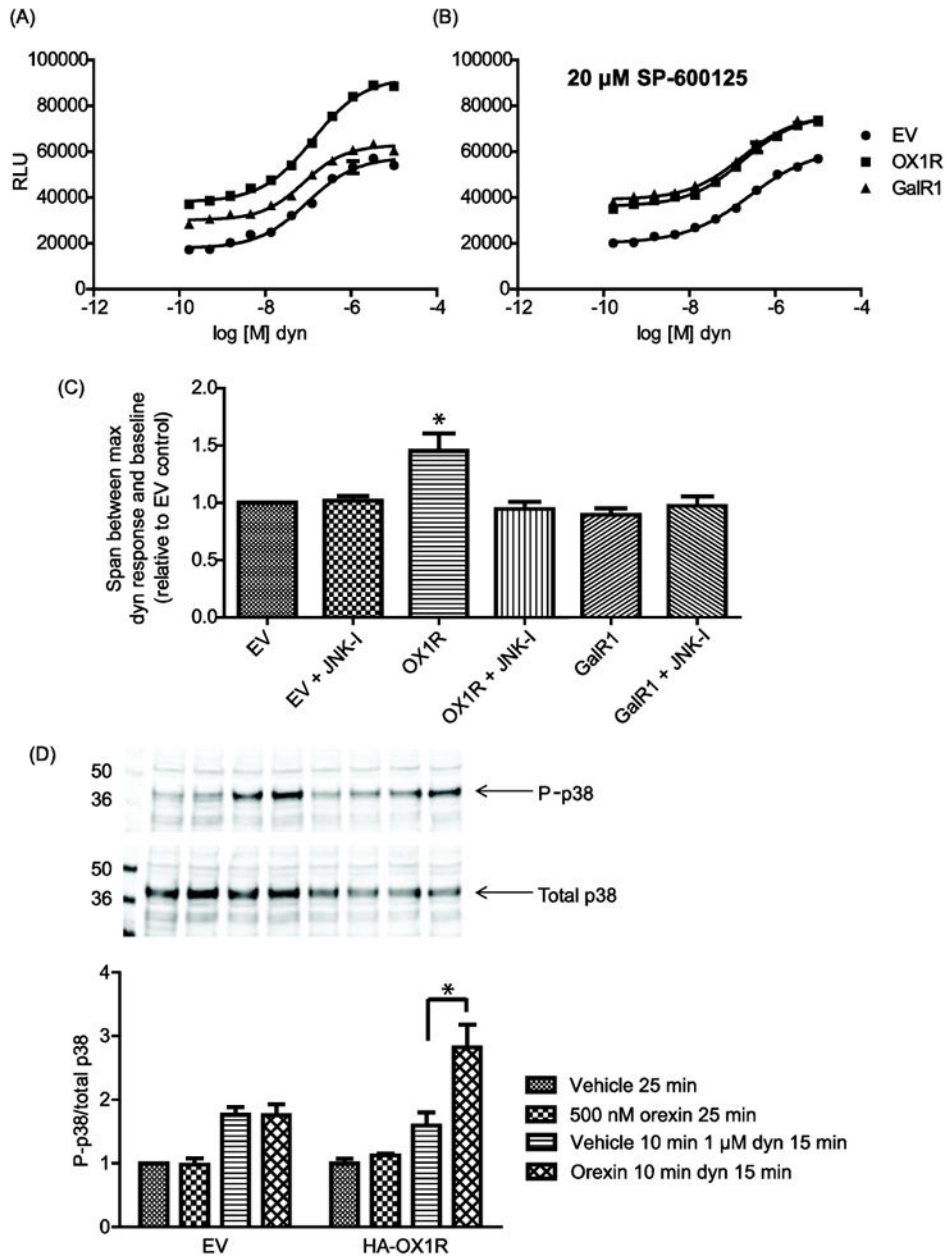 (A)
(B)
100000
80000
60000
40000
20000
0
RLU
-12
-10
-8
-6
-4
log [M] dyn
100000
80000
60000
40000
20000
0
20 µM SP-600125
-12
-10
-8
-6
-4
log [M] dyn
EV
OX1R
GalR1
(C)
Span between max
dyn response and baseline
(relative to EV control)
2.0
1.5
1.0
0.5
0.0
*
EV
EV + JNK-I
OX1R
OX1R + JNK-I
GalR1
GalR1 + JNK-I
(D)
50
36
P-p38
50
36
Total p38
P-p38/total p38
4
3
2
1
0
*
EV
HA-OX1R
Vehicle 25 min
500 nM orexin 25 min
Vehicle 10 min 1 µM dyn 15 min
Orexin 10 min dyn 15 min